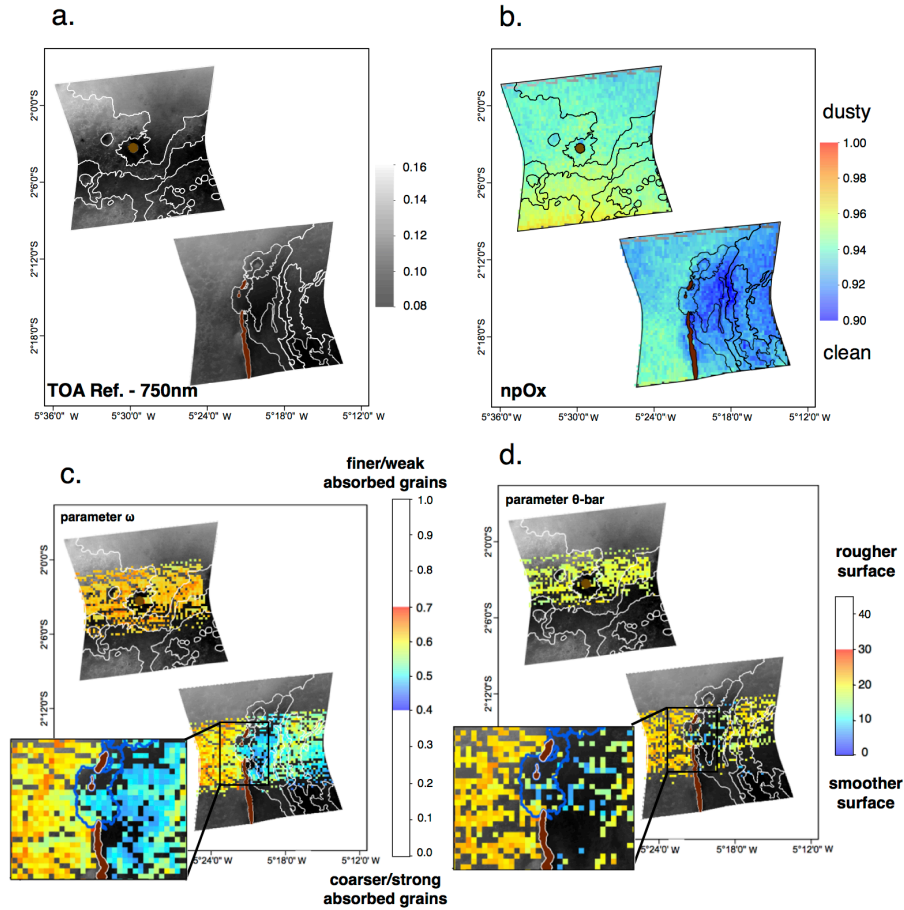 a.
2°0'0"S
2°6'0"S
2°12'0"S
2°18'0"S
TOA Ref. - 750nm
5°36'0" W
5°30'0" W
5°24'0" W
5°18'0" W
5°12'0" W
0.16
0.14
0.12
0.10
0.08
b.
2°0'0"S
2°6'0"S
2°12'0"S
2°18'0"S
npOx
5°36'0" W
5°30'0" W
5°24'0" W
5°18'0" W
5°12'0" W
dusty
1.00
0.98
0.96
0.94
0.92
0.90
clean
c.
parameter ω
2°0'0"S
2°6'0"S
2°12'0"S
5°24'0" W
5°18'0" W
5°12'0" W
finer/weak
absorbed grains
1.0
0.9
0.8
0.7
0.6
0.5
0.4
0.3
0.2
0.1
0.0
coarser/strong
absorbed grains
d.
parameter θ-bar
2°0'0"S
2°6'0"S
2°12'0"S
5°24'0" W
5°18'0" W
5°12'0" W
rougher
surface
40
30
20
10
0
smoother
surface